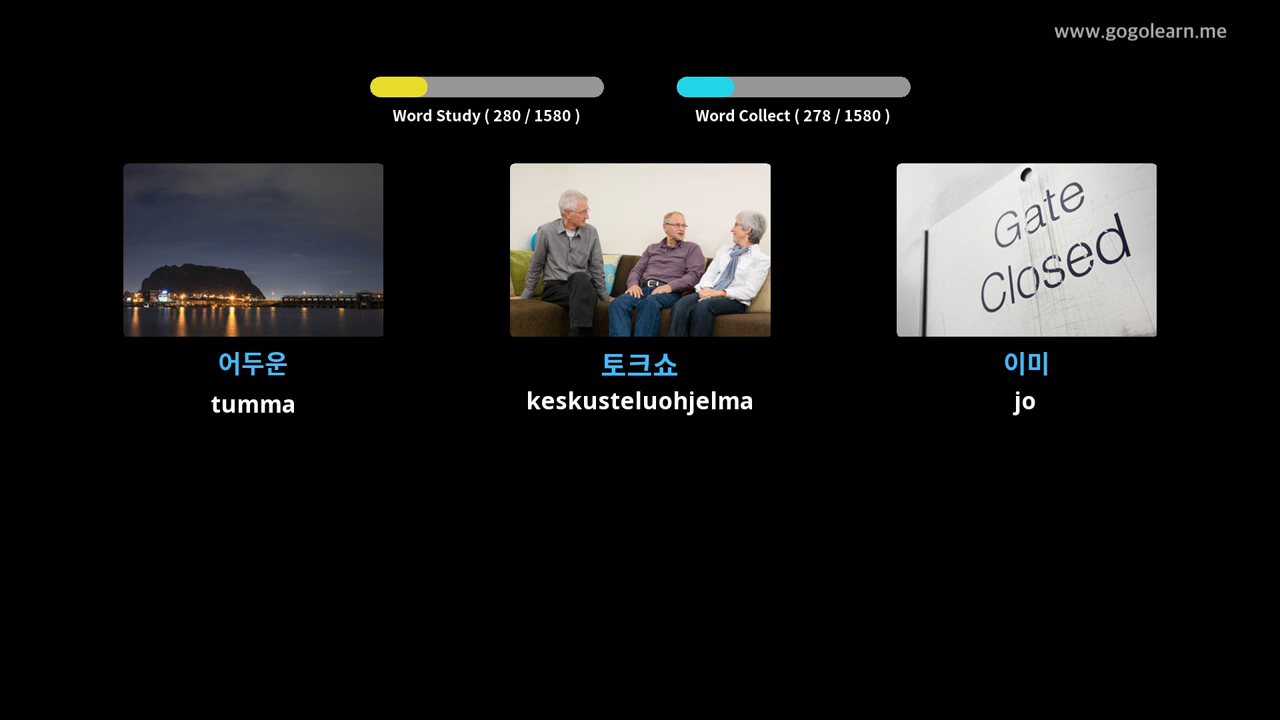 www.gogolearn.me
Word Study ( 280 / 1580 )
Word Collect ( 278 / 1580 )
Gate
Closed
어두운
토크쇼
이미
tumma
keskusteluohjelma
jo